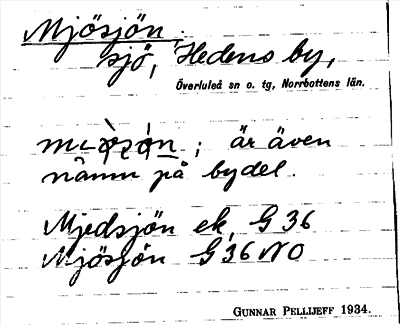 Mjösjön
sjö, Hedens by,
Överluleå sn o. tg, Norrbottens län.
; är även
namn på bydel.
Mjedsjön ek G 36
Mjösjön G 36 NO
GUNNAR PELLIJEFF 1934.